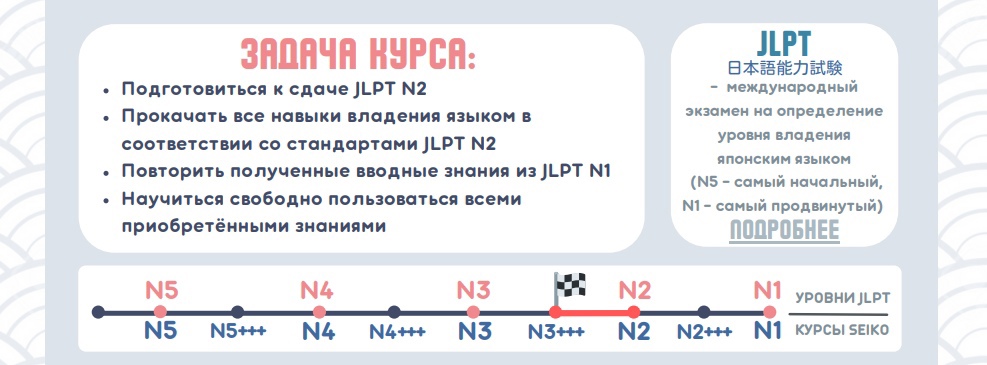 ЗАДАЧА КУРСА:
• Подготовиться к сдаче JLPT N2
• Прокачать все навыки владения языком в
соответствии со стандартами JLPT N2
• Повторить полученные вводные знания из JLPT N1
• Научиться свободно пользоваться всеми
приобретёнными знаниями
JLPT
日本語能力試験
– международный
экзамен на определение
уровня владения
японским языком
(N5 – самый начальный,
N1 – самый продвинутый)
ПОДРОБНЕЕ
N5 N4 N3 N2 N1 УРОВНИ JLPT
N5 N5+++ N4 N4+++ N3 N3+++ N2 N2+++ N1 КУРСЫ SEIKO